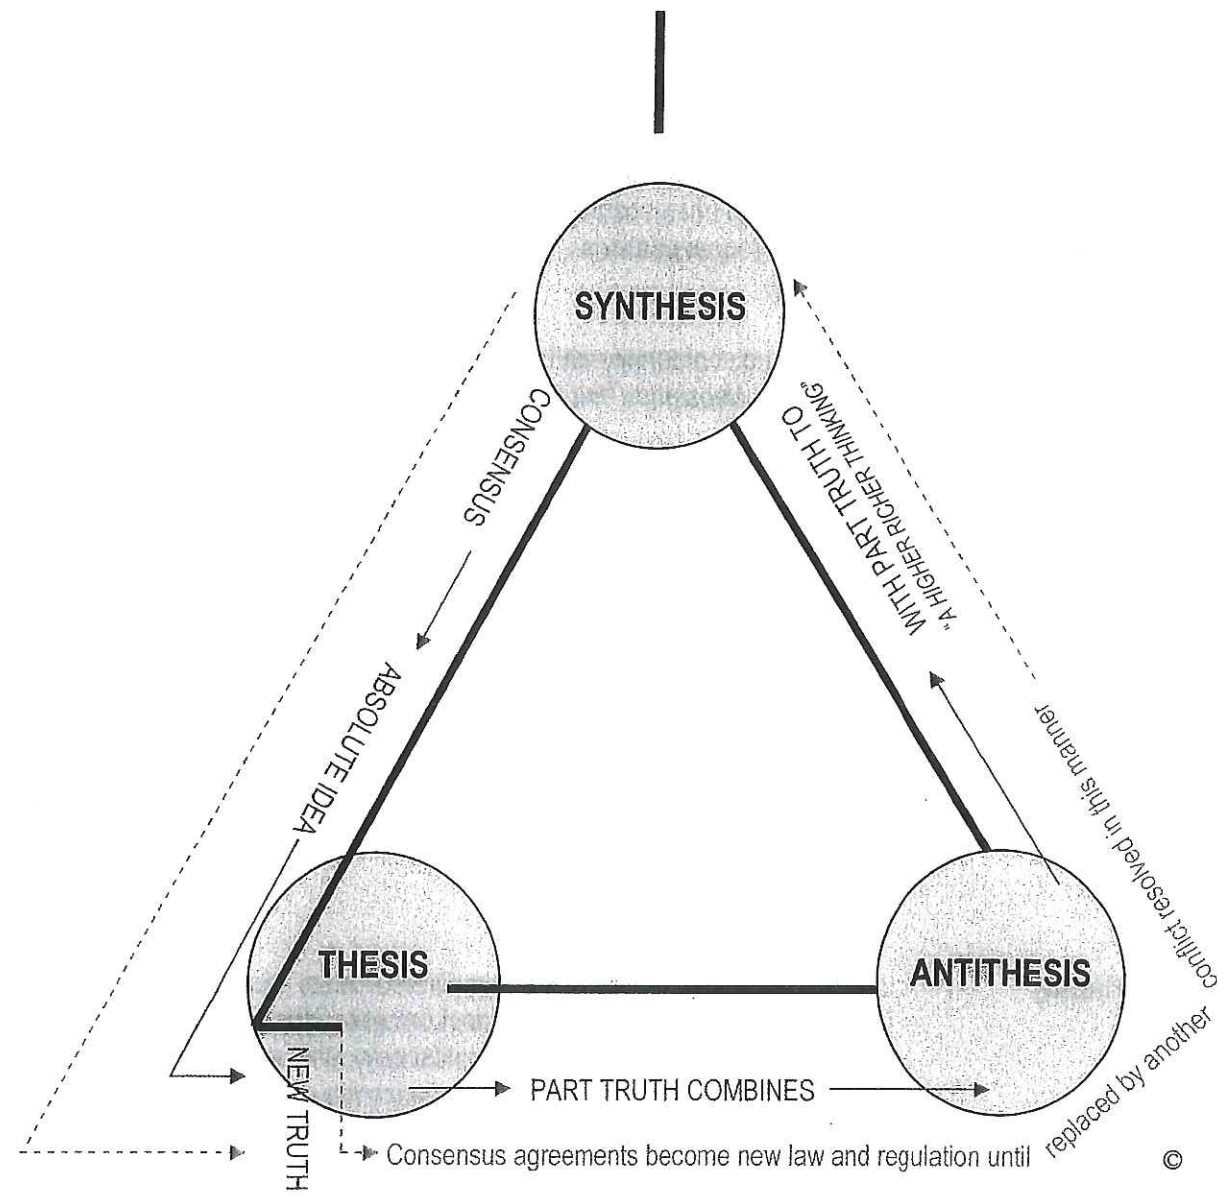 SYNTHESIS
CONSENSUS
ABSOLUTE IDEA
WITH PART TRUTH TO
"A HIGHER RICHER THINKING"
conflict resolved in this manner
THESIS
ANTITHESIS
NEW TRUTH
PART TRUTH COMBINES
Consensus agreements become new law and regulation until
replaced by another
©